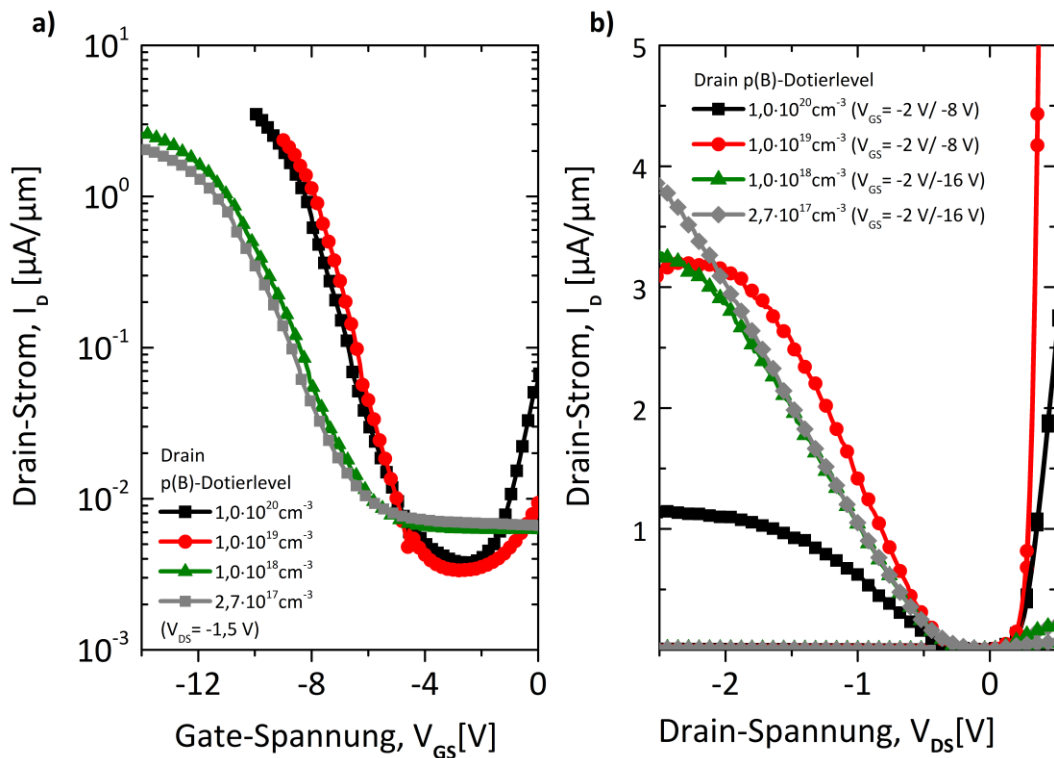 a)
10¹
10⁰
10⁻¹
10⁻²
10⁻³
Drain-Strom, I_D [µA/µm]
Drain
p(B)-Dotierlevel
1,0·10²⁰cm⁻³
1,0·10¹⁹cm⁻³
1,0·10¹⁸cm⁻³
2,7·10¹⁷cm⁻³
(V_DS= -1,5 V)
-12 -8 -4 0
Gate-Spannung, V_GS[V]
b)
5
4
3
2
1
Drain-Strom, I_D [µA/µm]
Drain p(B)-Dotierlevel
1,0·10²⁰cm⁻³ (V_GS= -2 V/ -8 V)
1,0·10¹⁹cm⁻³ (V_GS= -2 V/ -8 V)
1,0·10¹⁸cm⁻³ (V_GS= -2 V/-16 V)
2,7·10¹⁷cm⁻³ (V_GS= -2 V/-16 V)
-2 -1 0
Drain-Spannung, V_DS[V]